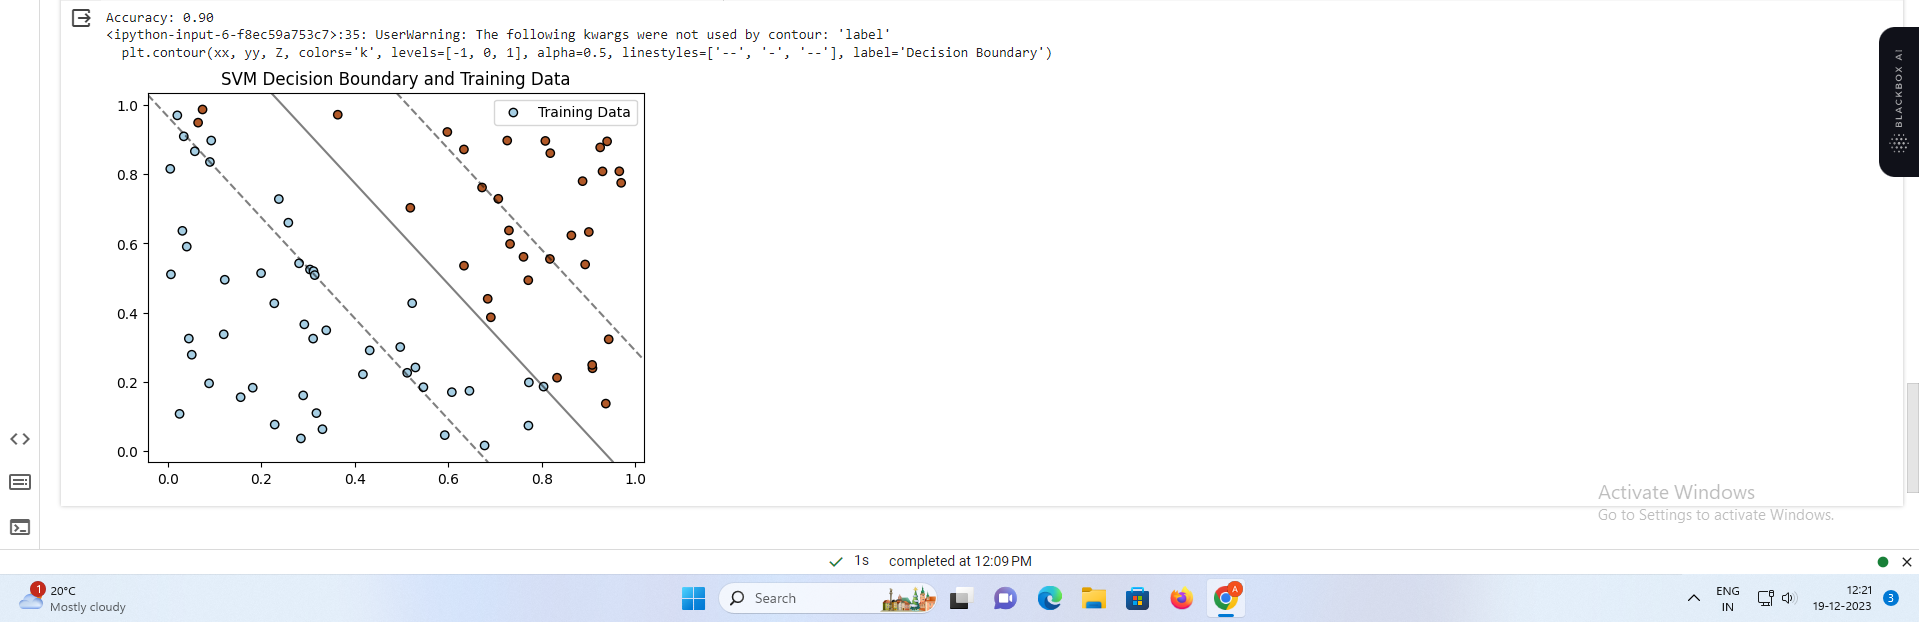 Accuracy: 0.90
<ipython-input-6-f8ec59a753c7>:35: UserWarning: The following kwargs were not used by contour: 'label'
plt.contour(xx, yy, Z, colors='k', levels=[-1, 0, 1], alpha=0.5, linestyles=['--', '-', '--'], label='Decision Boundary')
SVM Decision Boundary and Training Data
Training Data
1.0
0.8
0.6
0.4
0.2
0.0
0.0 0.2 0.4 0.6 0.8 1.0
BLACKBOX AI
Activate Windows
Go to Settings to activate Windows.
1s completed at 12:09 PM
1
20°C
Mostly cloudy
Search
A
ENG
IN
12:21
19-12-2023
3